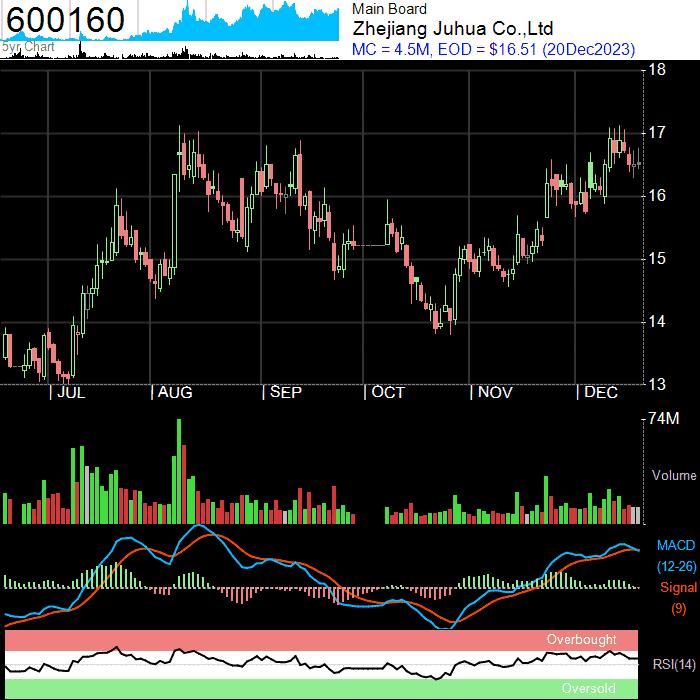 600160
5yr Chart
Main Board
Zhejiang Juhua Co.,Ltd
MC = 4.5M, EOD = $16.51 (20Dec2023)
18
17
16
15
14
13
JUL
AUG
SEP
OCT
NOV
DEC
74M
Volume
MACD
(12-26)
Signal
(9)
Overbought
RSI(14)
Oversold